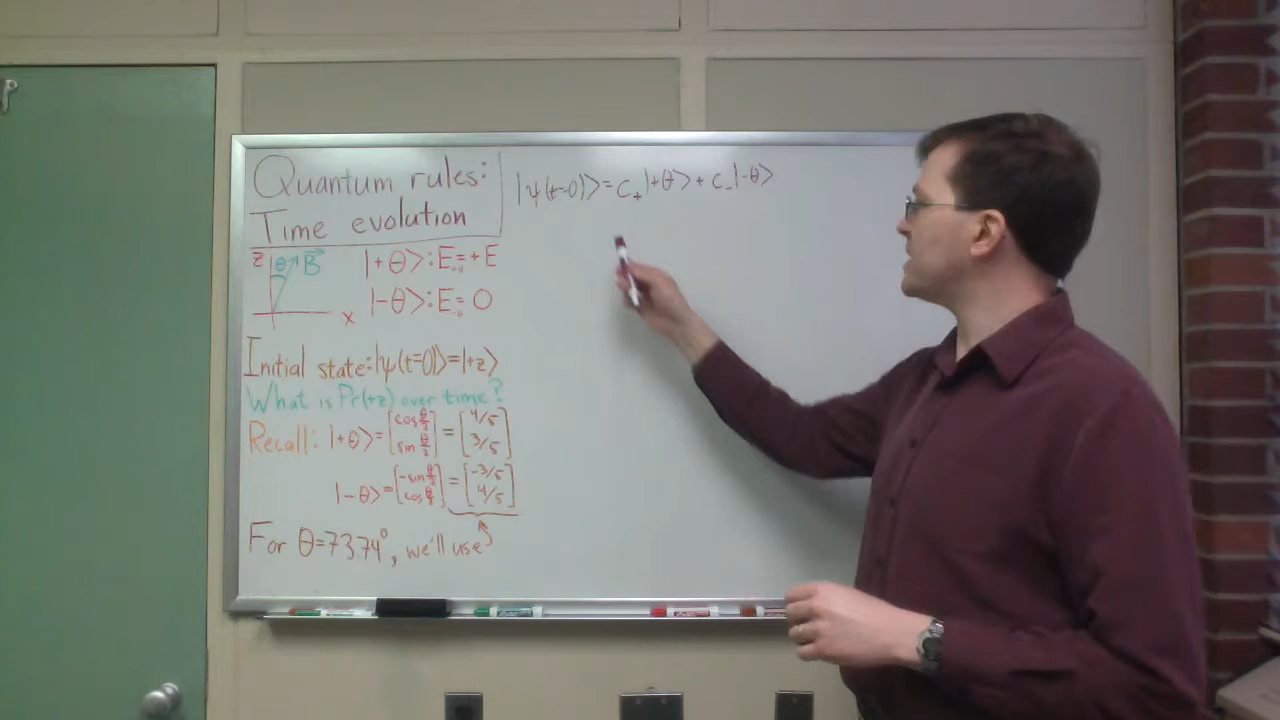 Quantum rules:
Time evolution
z θ B⃗ |+θ⟩: E₊θ = +E
x |−θ⟩: E₋θ = 0
Initial state: |ψ(t=0)⟩=|+z⟩
What is Pr(+z) over time?
Recall: |+θ⟩ = [cos θ/2, sin θ/2] = [4/5, 3/5]
|−θ⟩ = [−sin θ/2, cos θ/2] = [−3/5, 4/5]
For θ=73.74°, we'll use
|ψ(t=0)⟩ = c₊|+θ⟩ + c₋|−θ⟩